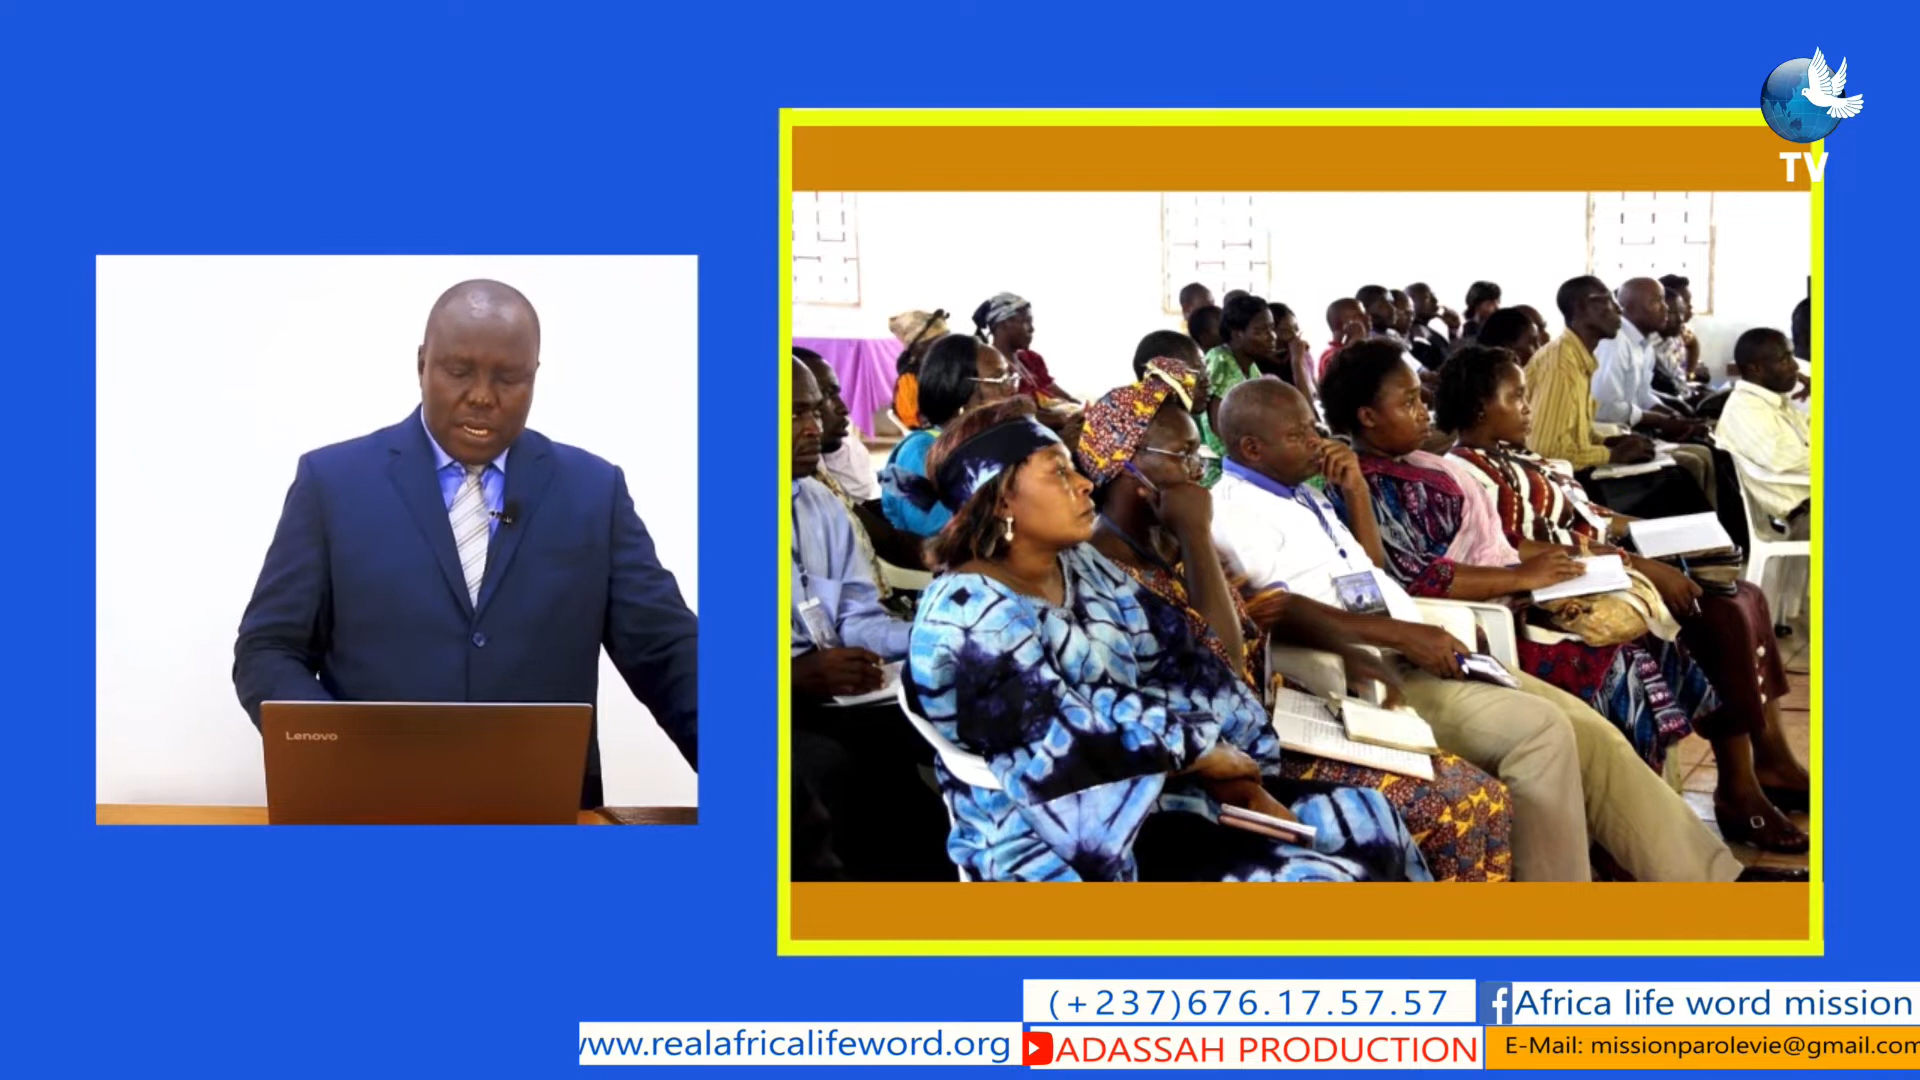 TV
Lenovo
(+237)676.17.57.57
Africa life word mission
www.realafricalifeword.org
ADASSAH PRODUCTION
E-Mail: missionparolevie@gmail.com